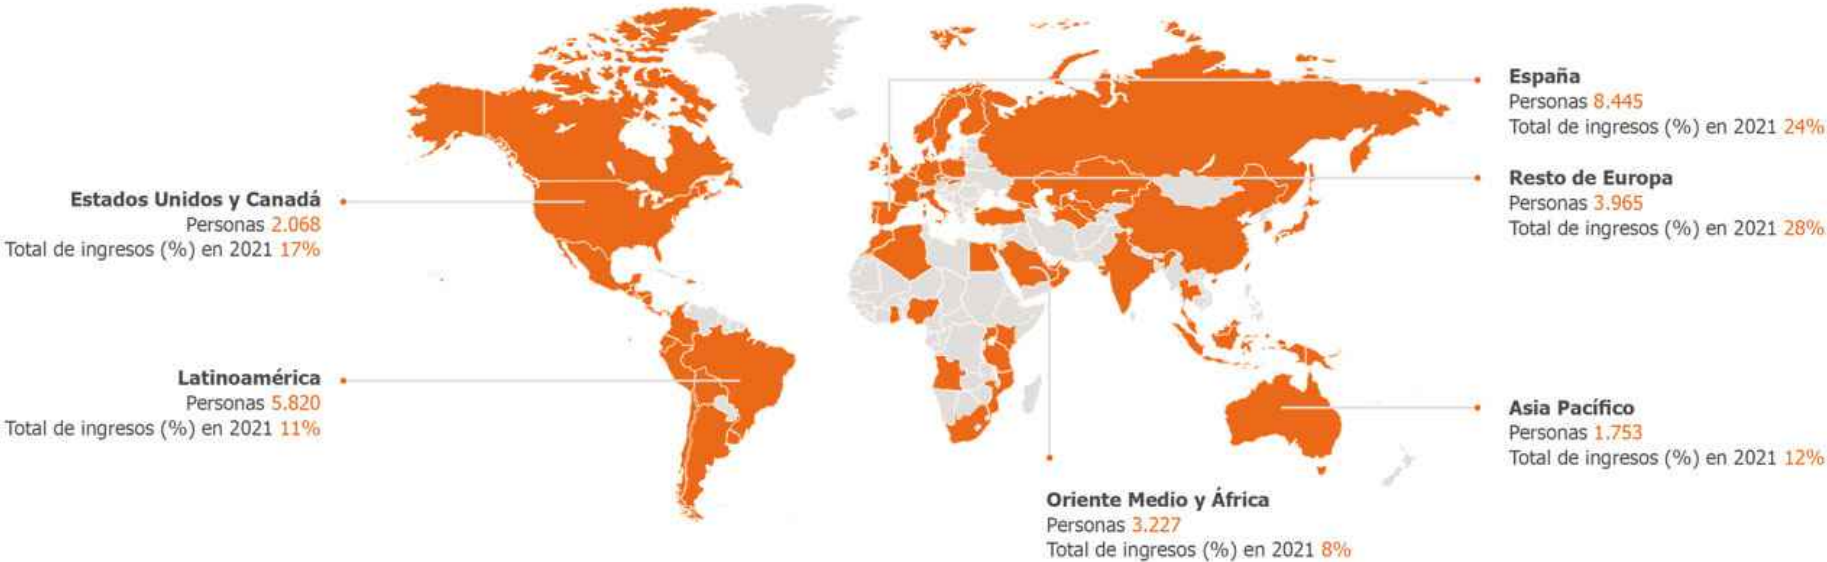 Estados Unidos y Canadá
Personas 2.068
Total de ingresos (%) en 2021 17%
Latinoamérica
Personas 5.820
Total de ingresos (%) en 2021 11%
España
Personas 8.445
Total de ingresos (%) en 2021 24%
Resto de Europa
Personas 3.965
Total de ingresos (%) en 2021 28%
Asia Pacífico
Personas 1.753
Total de ingresos (%) en 2021 12%
Oriente Medio y África
Personas 3.227
Total de ingresos (%) en 2021 8%